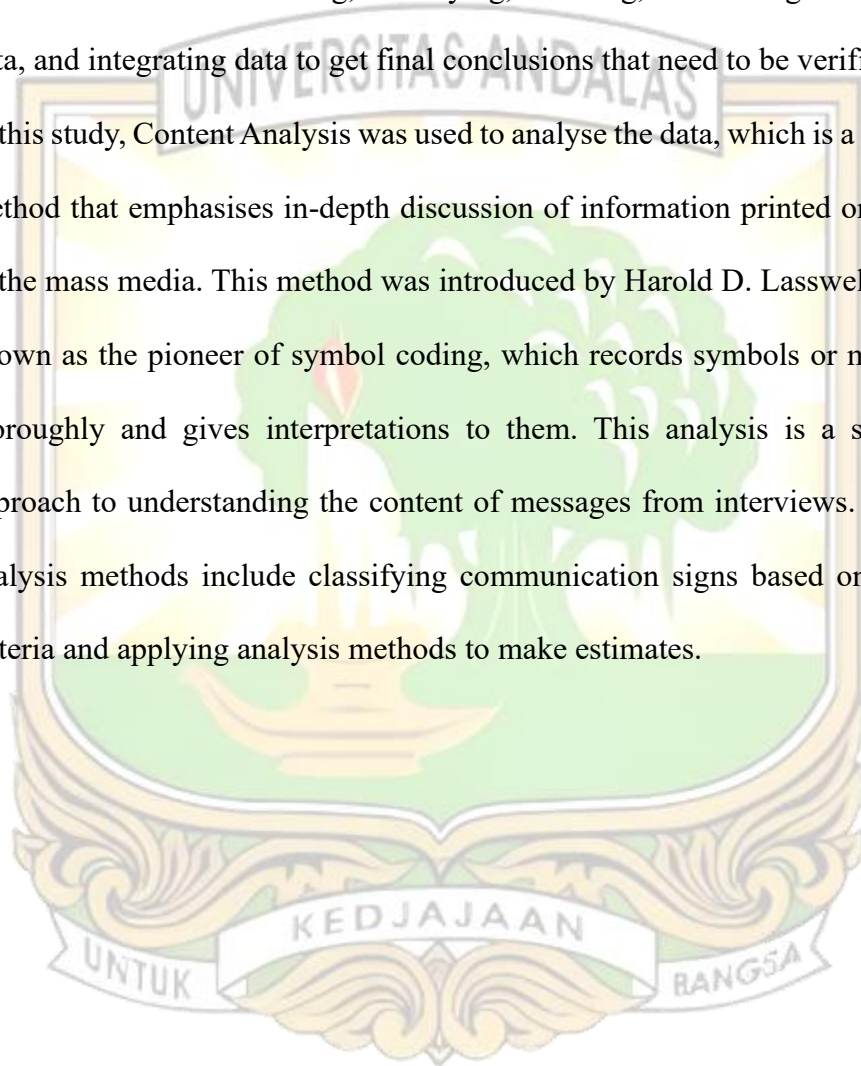 UNIVERSITAS ANDALAS
ta, and integrating data to get final conclusions that need to be verifi
this study, Content Analysis was used to analyse the data, which is a
ethod that emphasises in-depth discussion of information printed or
the mass media. This method was introduced by Harold D. Lasswel
own as the pioneer of symbol coding, which records symbols or m
oroughly and gives interpretations to them. This analysis is a s
proach to understanding the content of messages from interviews.
alysis methods include classifying communication signs based on
teria and applying analysis methods to make estimates.
KEDJAJAAN
UNTUK
BANGSA